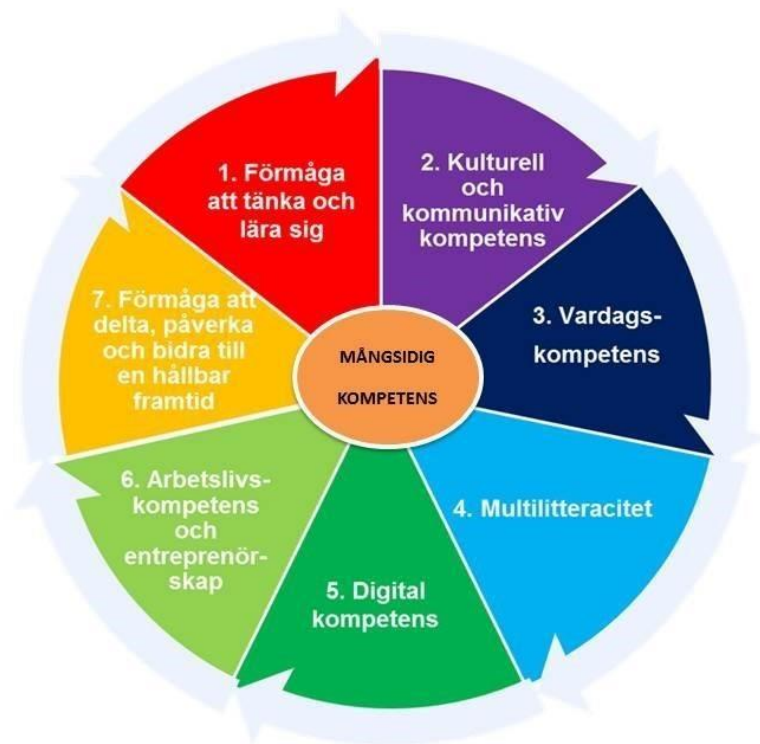 1. Förmåga
att tänka och
lära sig
2. Kulturell
och
kommunikativ
kompetens
3. Vardags-
kompetens
4. Multilitteracitet
5. Digital
kompetens
6. Arbetslivs-
kompetens
och
entreprenör-
skap
7. Förmåga att
delta, påverka
och bidra till
en hållbar
framtid
MÅNGSIDIG
KOMPETENS